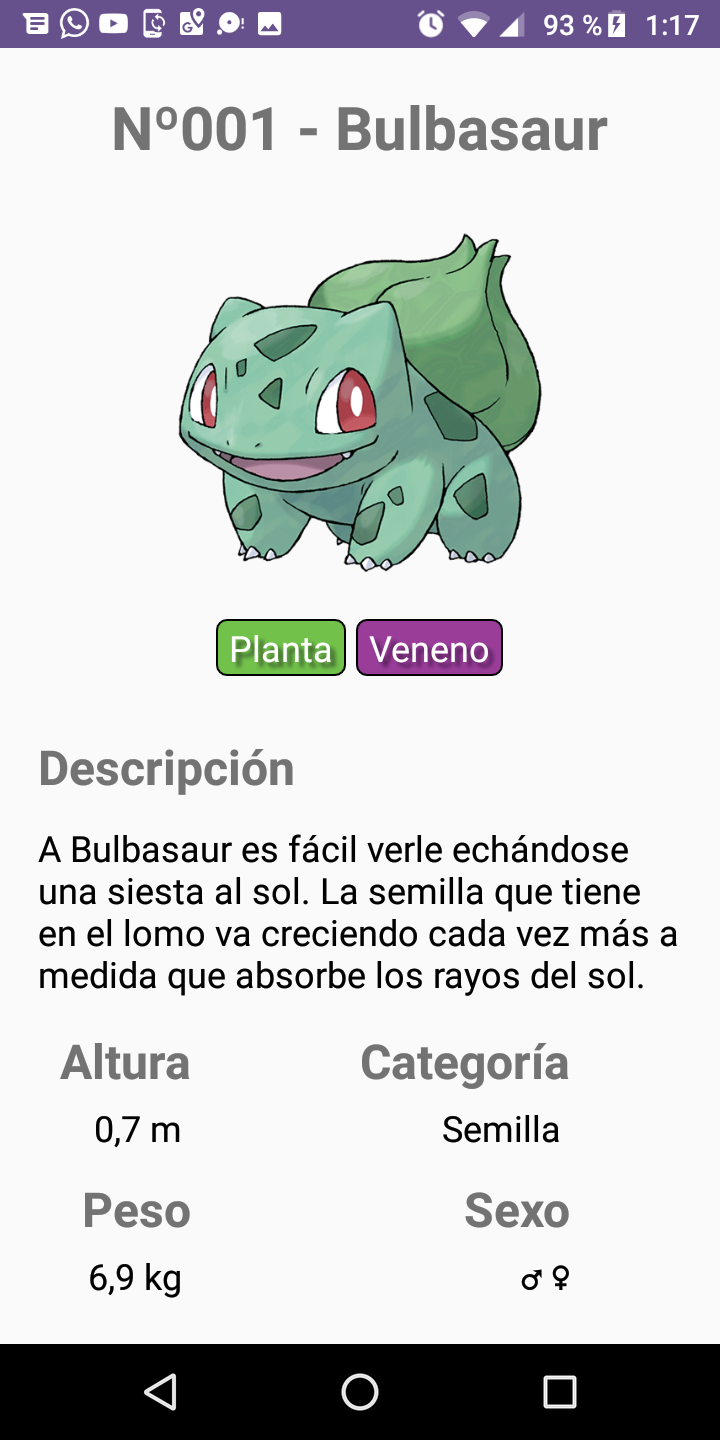 93 % 1:17
Nº001 - Bulbasaur
Planta Veneno
Descripción
A Bulbasaur es fácil verle echándose
una siesta al sol. La semilla que tiene
en el lomo va creciendo cada vez más a
medida que absorbe los rayos del sol.
Altura Categoría
0,7 m Semilla
Peso Sexo
6,9 kg ♂ ♀